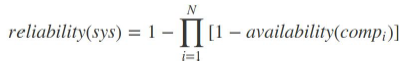 reliability(sys) = 1 − ∏_{i=1}^{N} [1 − availability(comp_i)]